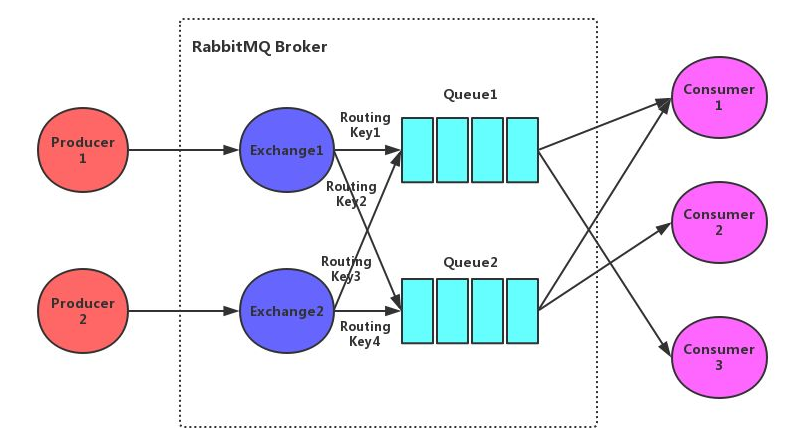 RabbitMQ Broker
Producer
1
Producer
2
Exchange1
Exchange2
Routing
Key1
Routing
Key2
Routing
Key3
Routing
Key4
Queue1
Queue2
Consumer
1
Consumer
2
Consumer
3